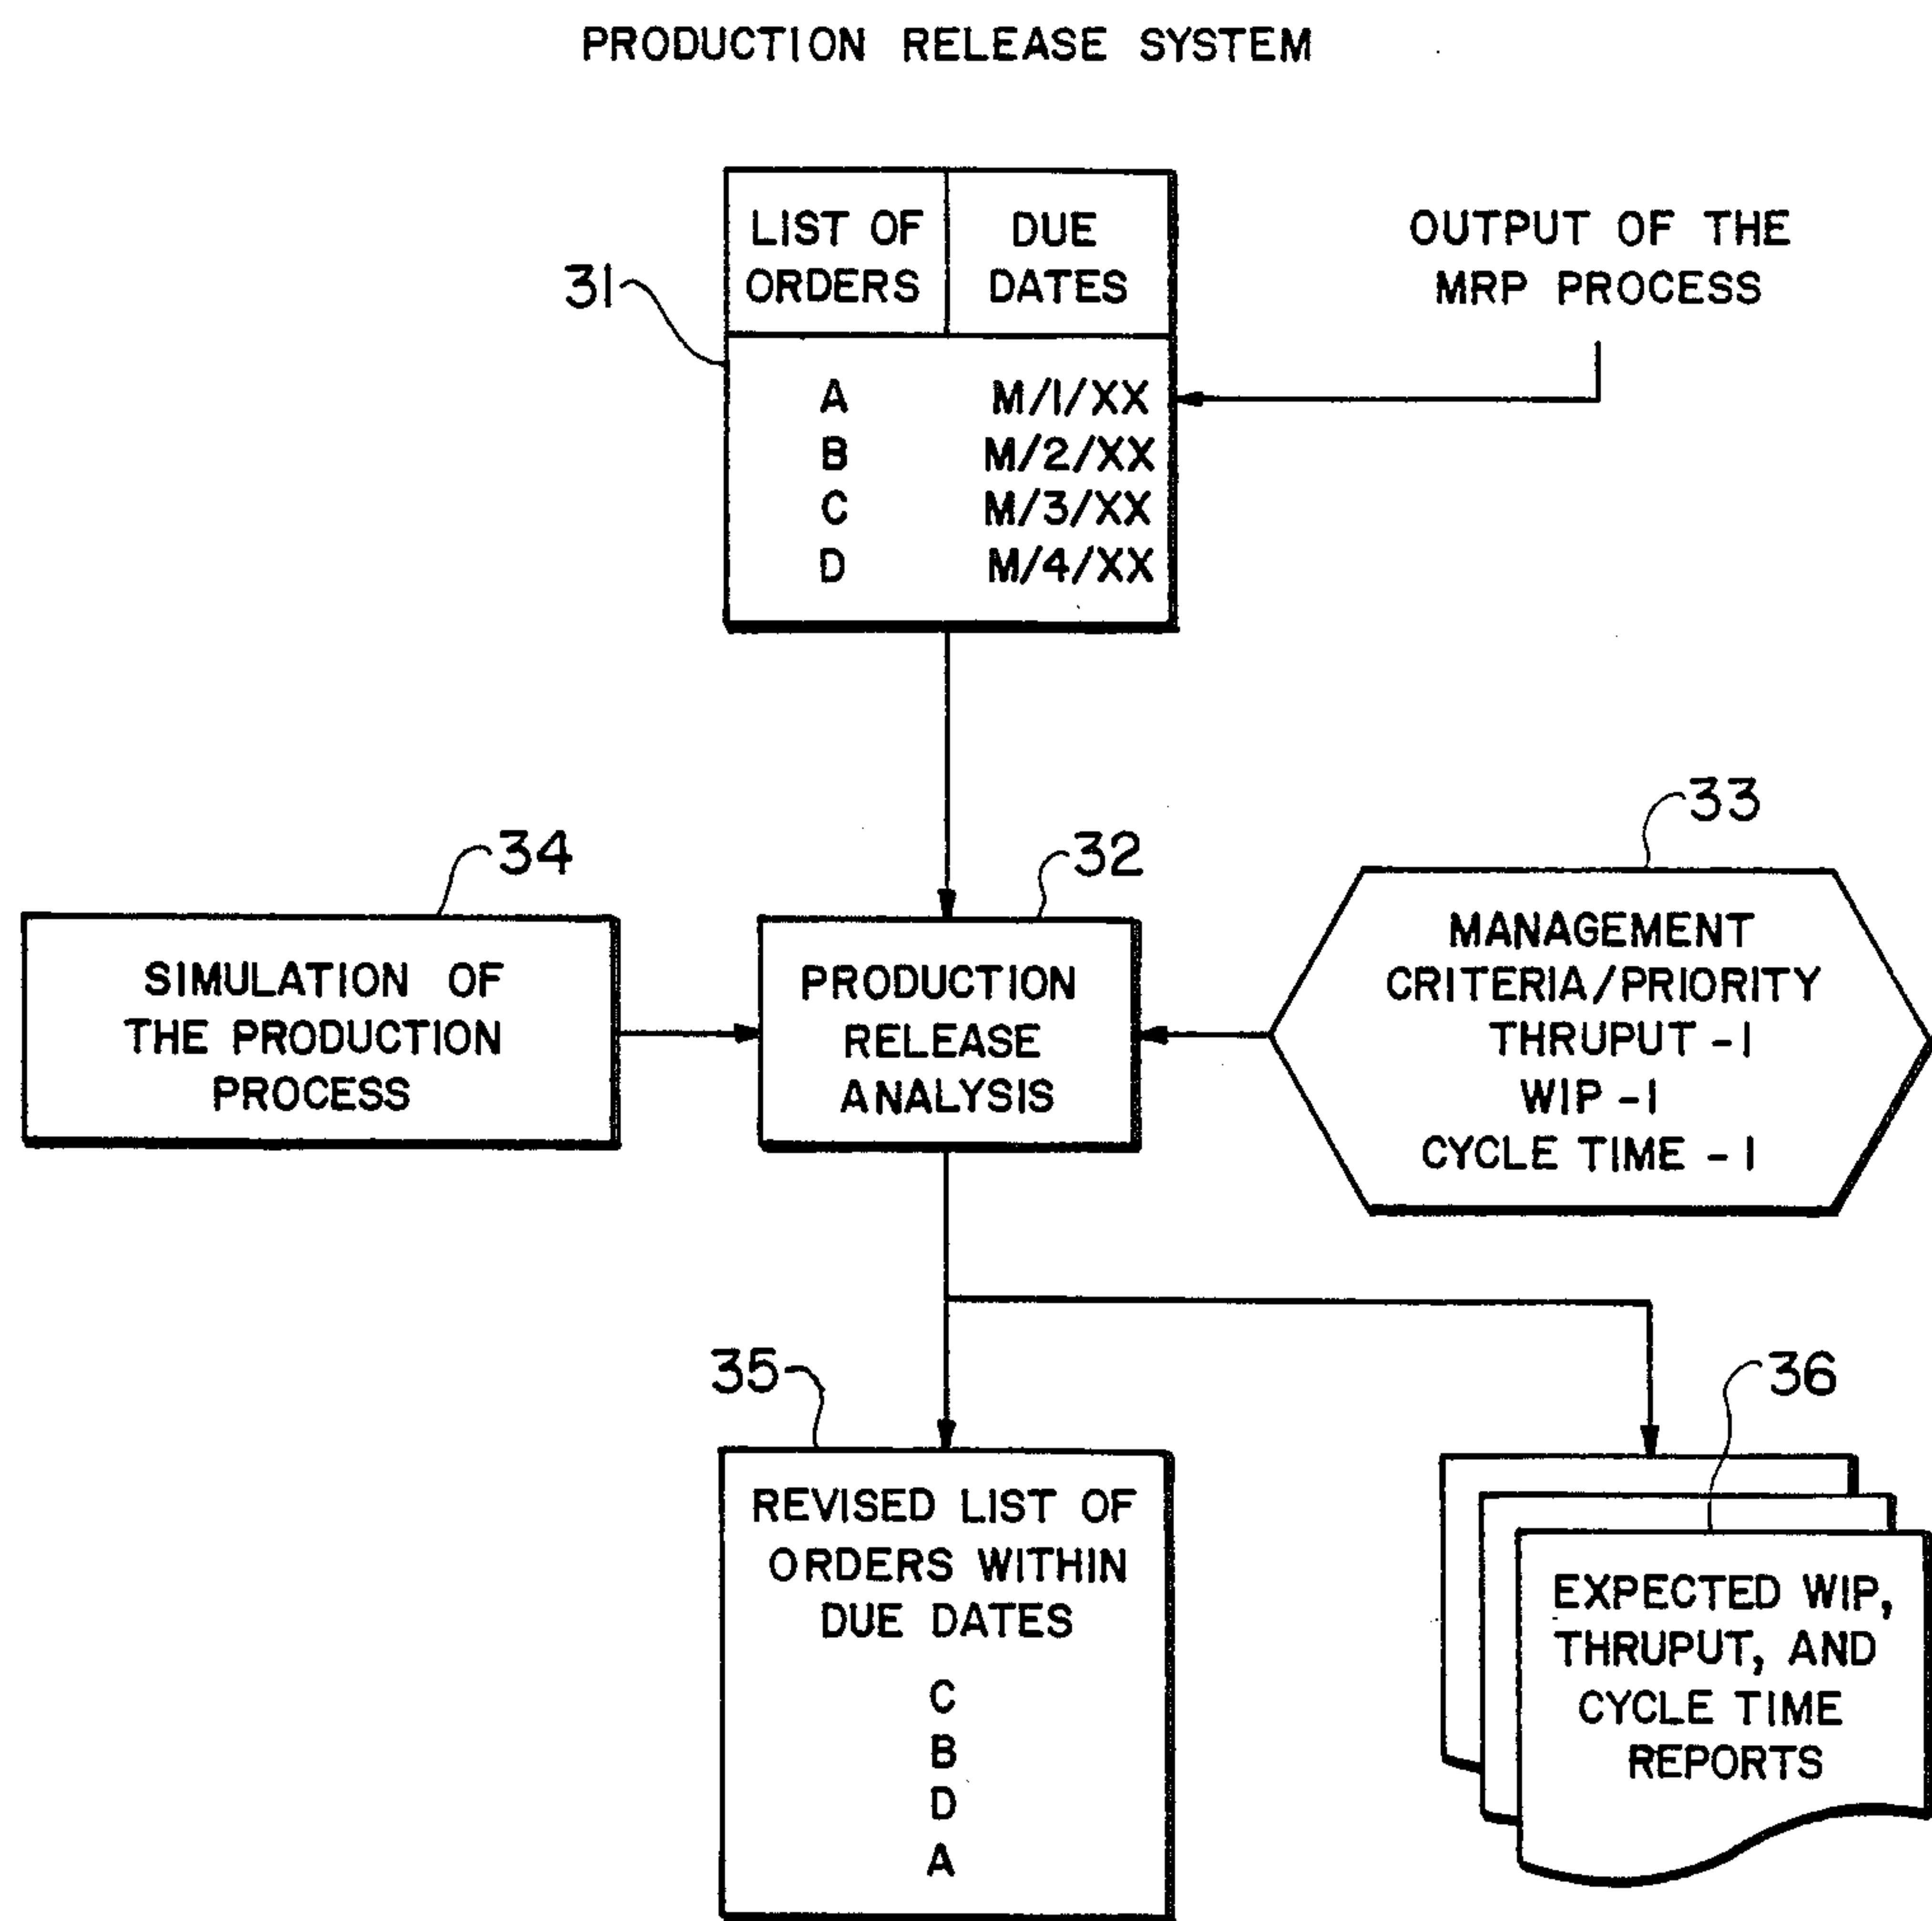 PRODUCTION RELEASE SYSTEM
LIST OF
ORDERS
DUE
DATES
31
OUTPUT OF THE
MRP PROCESS
A M/1/XX
B M/2/XX
C M/3/XX
D M/4/XX
34
SIMULATION OF
THE PRODUCTION
PROCESS
32
PRODUCTION
RELEASE
ANALYSIS
33
MANAGEMENT
CRITERIA/PRIORITY
THRUPUT -1
WIP -1
CYCLE TIME -1
35
REVISED LIST OF
ORDERS WITHIN
DUE DATES
C
B
D
A
36
EXPECTED WIP,
THRUPUT, AND
CYCLE TIME
REPORTS